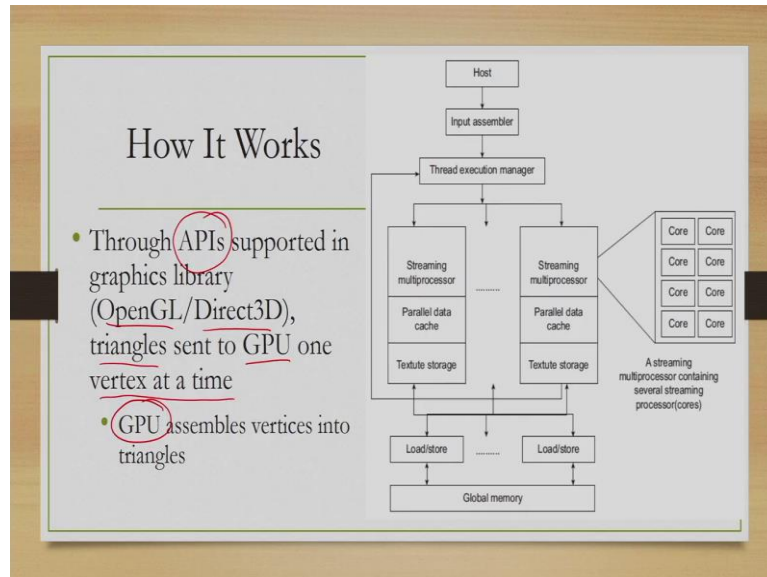 How It Works
• Through APIs supported in
graphics library
(OpenGL/Direct3D),
triangles sent to GPU one
vertex at a time
• GPU assembles vertices into
triangles
Host
Input assembler
Thread execution manager
Streaming
multiprocessor
Parallel data
cache
Textute storage
..........
Streaming
multiprocessor
Parallel data
cache
Textute storage
Core Core
Core Core
Core Core
Core Core
A streaming
multiprocessor containing
several streaming
processor(cores)
Load/store
..........
Load/store
Global memory